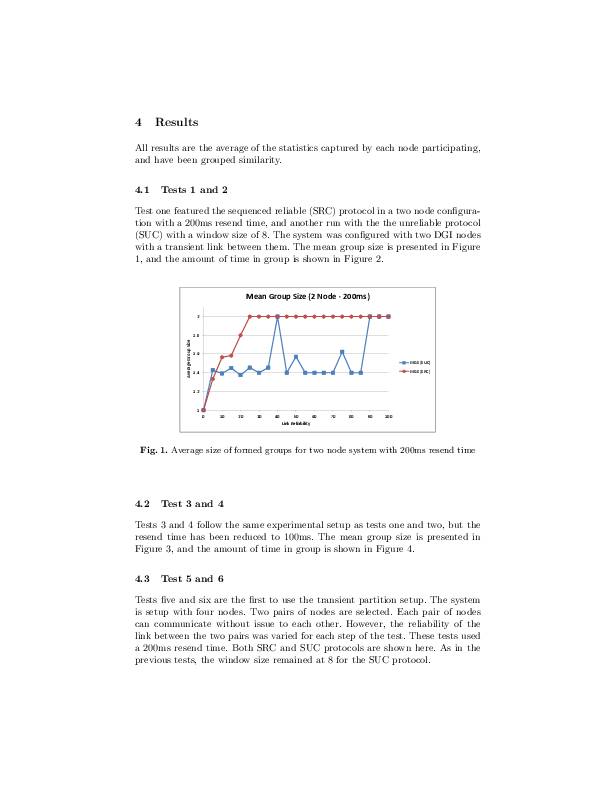 4 Results
All results are the average of the statistics captured by each node participating,
and have been grouped similarity.
4.1 Tests 1 and 2
Test one featured the sequenced reliable (SRC) protocol in a two node configura-
tion with a 200ms resend time, and another run with the the unreliable protocol
(SUC) with a window size of 8. The system was configured with two DGI nodes
with a transient link between them. The mean group size is presented in Figure
1, and the amount of time in group is shown in Figure 2.
Mean Group Size (2 Node - 200ms)
2
1.8
1.6
1.4
1.2
1
Average Group Size
0 10 20 30 40 50 60 70 80 90 100
Link Reliability
MGS (SUC)
MGS (SRC)
Fig. 1. Average size of formed groups for two node system with 200ms resend time
4.2 Test 3 and 4
Tests 3 and 4 follow the same experimental setup as tests one and two, but the
resend time has been reduced to 100ms. The mean group size is presented in
Figure 3, and the amount of time in group is shown in Figure 4.
4.3 Test 5 and 6
Tests five and six are the first to use the transient partition setup. The system
is setup with four nodes. Two pairs of nodes are selected. Each pair of nodes
can communicate without issue to each other. However, the reliability of the
link between the two pairs was varied for each step of the test. These tests used
a 200ms resend time. Both SRC and SUC protocols are shown here. As in the
previous tests, the window size remained at 8 for the SUC protocol.